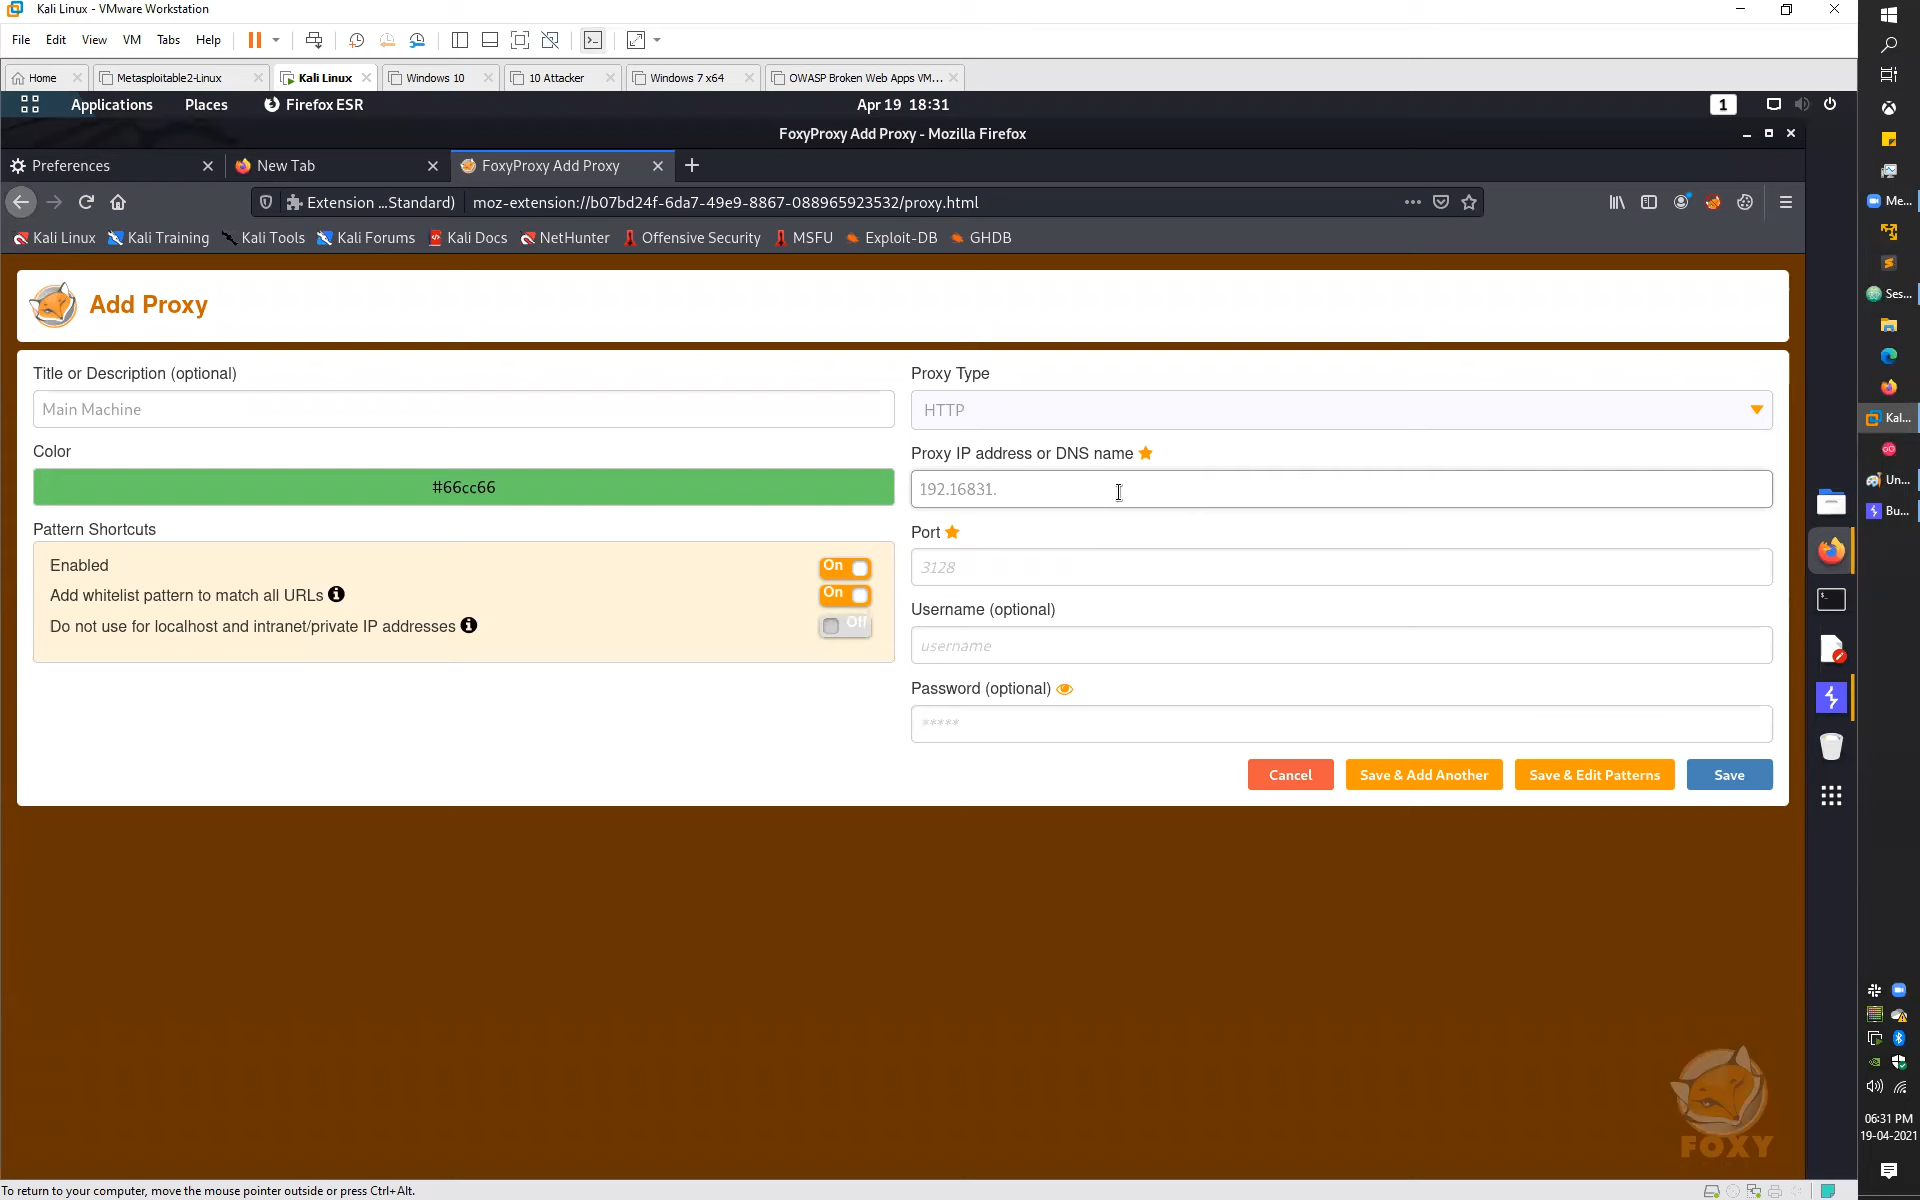 Kali Linux - VMware Workstation
File Edit View VM Tabs Help
Home Metasploitable2-Linux Kali Linux Windows 10 10 Attacker Windows 7 x64 OWASP Broken Web Apps VM...
Applications Places Firefox ESR Apr 19 18:31 1
FoxyProxy Add Proxy - Mozilla Firefox
Preferences New Tab FoxyProxy Add Proxy
Extension ...Standard) moz-extension://b07bd24f-6da7-49e9-8867-088965923532/proxy.html
Kali Linux Kali Training Kali Tools Kali Forums Kali Docs NetHunter Offensive Security MSFU Exploit-DB GHDB
Add Proxy
Title or Description (optional)
Main Machine
Color
#66cc66
Pattern Shortcuts
Enabled On
Add whitelist pattern to match all URLs On
Do not use for localhost and intranet/private IP addresses Off
Proxy Type
HTTP
Proxy IP address or DNS name
192.16831.
Port
3128
Username (optional)
username
Password (optional)
*****
Cancel Save & Add Another Save & Edit Patterns Save
FOXY
Me...
Ses...
Kal...
Un...
Bu...
06:31 PM
19-04-2021
To return to your computer, move the mouse pointer outside or press Ctrl+Alt.